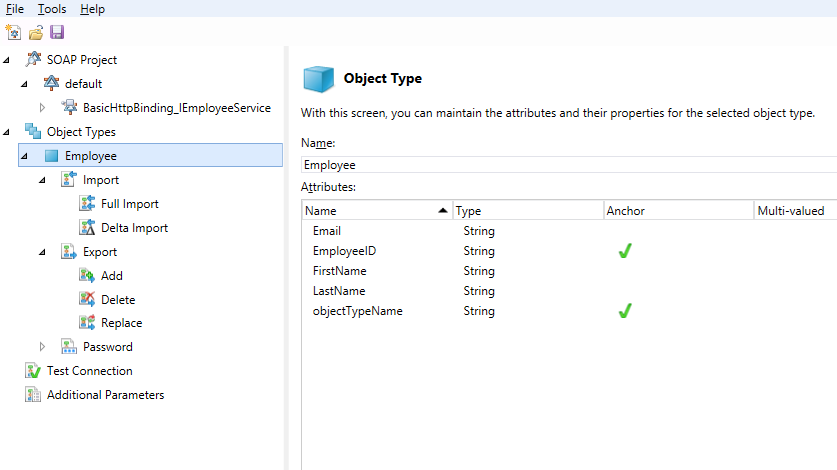 File Tools Help
SOAP Project
default
BasicHttpBinding_IEmployeeService
Object Types
Employee
Import
Full Import
Delta Import
Export
Add
Delete
Replace
Password
Test Connection
Additional Parameters
Object Type
With this screen, you can maintain the attributes and their properties for the selected object type.
Name:
Employee
Attributes:
Name Type Anchor Multi-valued
Email String
EmployeeID String
FirstName String
LastName String
objectTypeName String